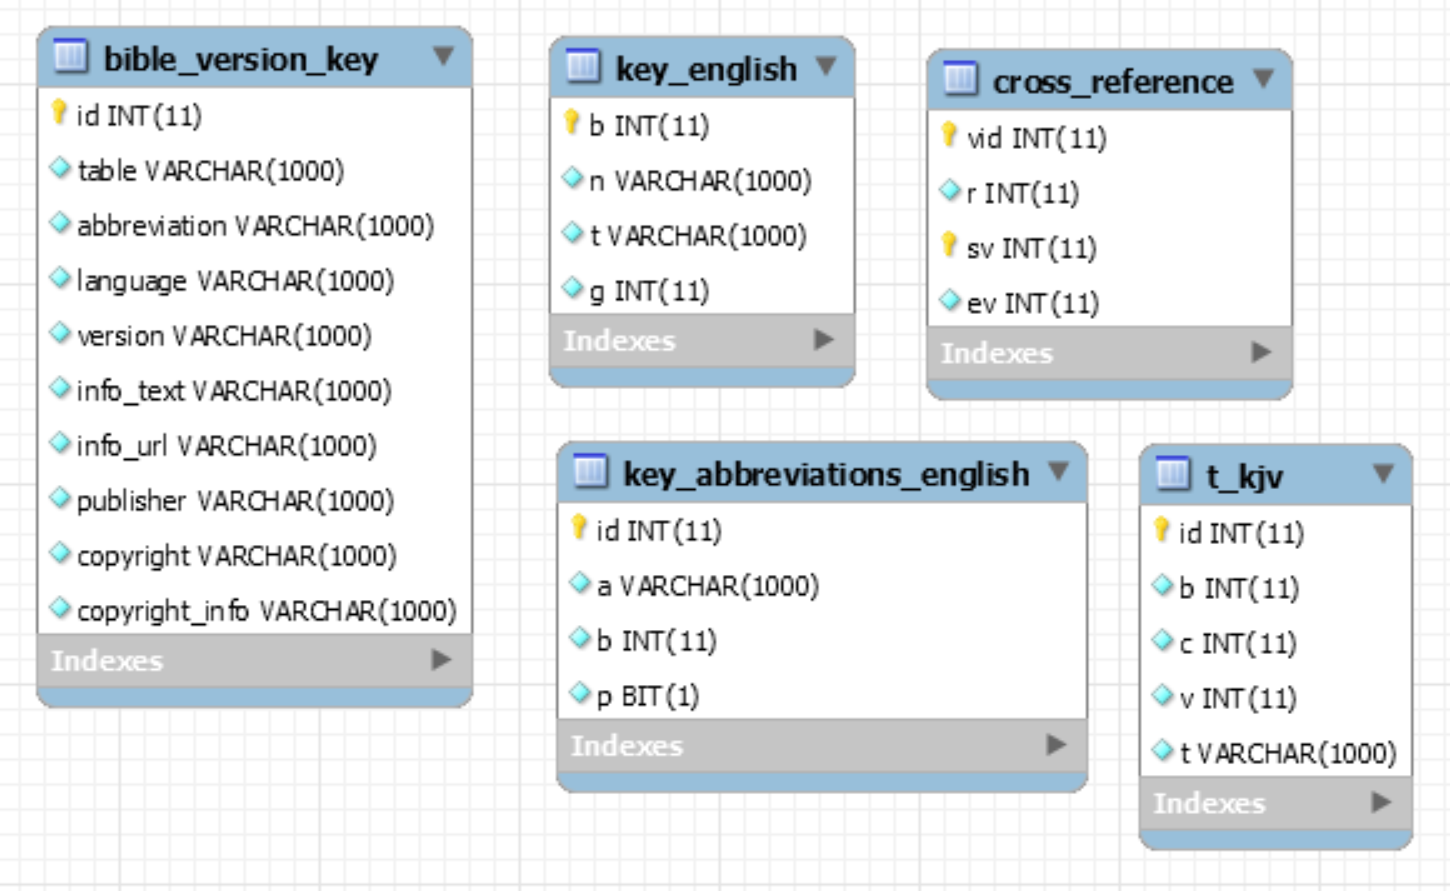 bible_version_key
id INT(11)
table VARCHAR(1000)
abbreviation VARCHAR(1000)
language VARCHAR(1000)
version VARCHAR(1000)
info_text VARCHAR(1000)
info_url VARCHAR(1000)
publisher VARCHAR(1000)
copyright VARCHAR(1000)
copyright_info VARCHAR(1000)
Indexes
key_english
b INT(11)
n VARCHAR(1000)
t VARCHAR(1000)
g INT(11)
Indexes
cross_reference
vid INT(11)
r INT(11)
sv INT(11)
ev INT(11)
Indexes
key_abbreviations_english
id INT(11)
a VARCHAR(1000)
b INT(11)
p BIT(1)
Indexes
t_kjv
id INT(11)
b INT(11)
c INT(11)
v INT(11)
t VARCHAR(1000)
Indexes